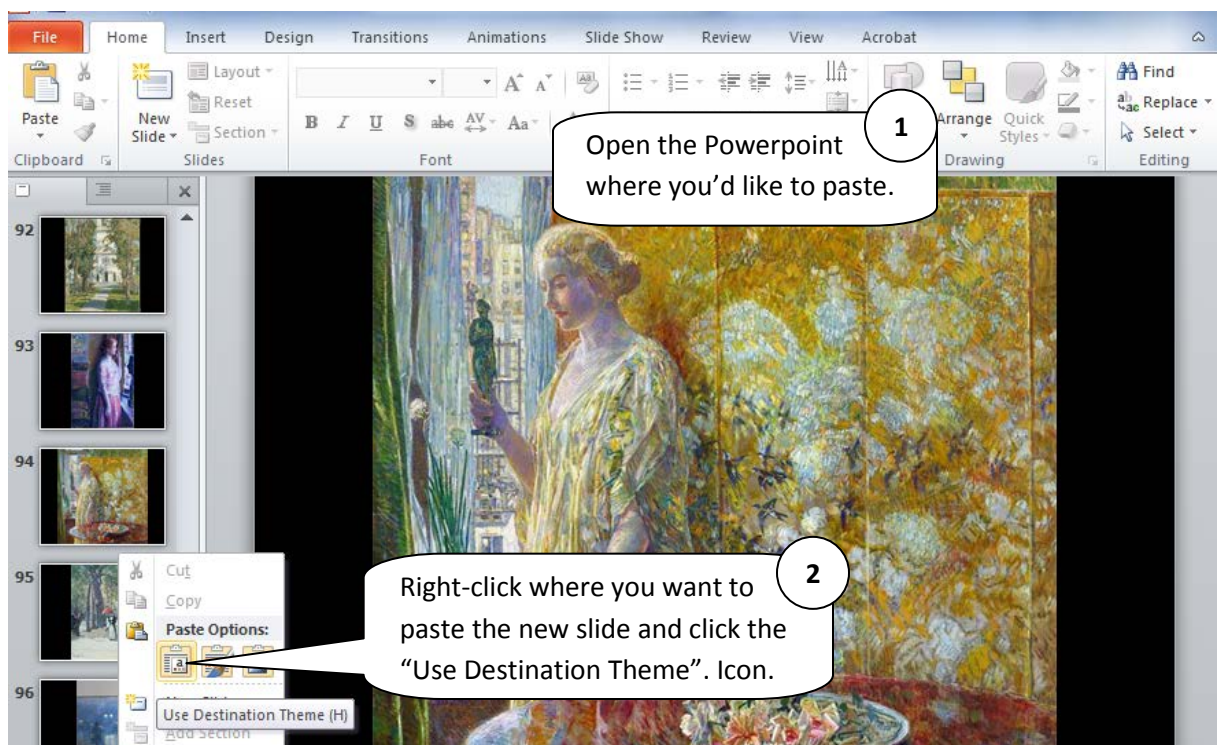 File Home Insert Design Transitions Animations Slide Show Review View Acrobat
Paste
New Slide
Layout
Reset
Section
B I U S abc AV Aa
A A
Arrange
Quick Styles
Find
Replace
Select
Clipboard Slides Font Drawing Editing
Open the Powerpoint
where you’d like to paste.
1
92
93
94
95
96
Cut
Copy
Paste Options:
Use Destination Theme (H)
Add Section
Right-click where you want to
paste the new slide and click the
“Use Destination Theme”. Icon.
2